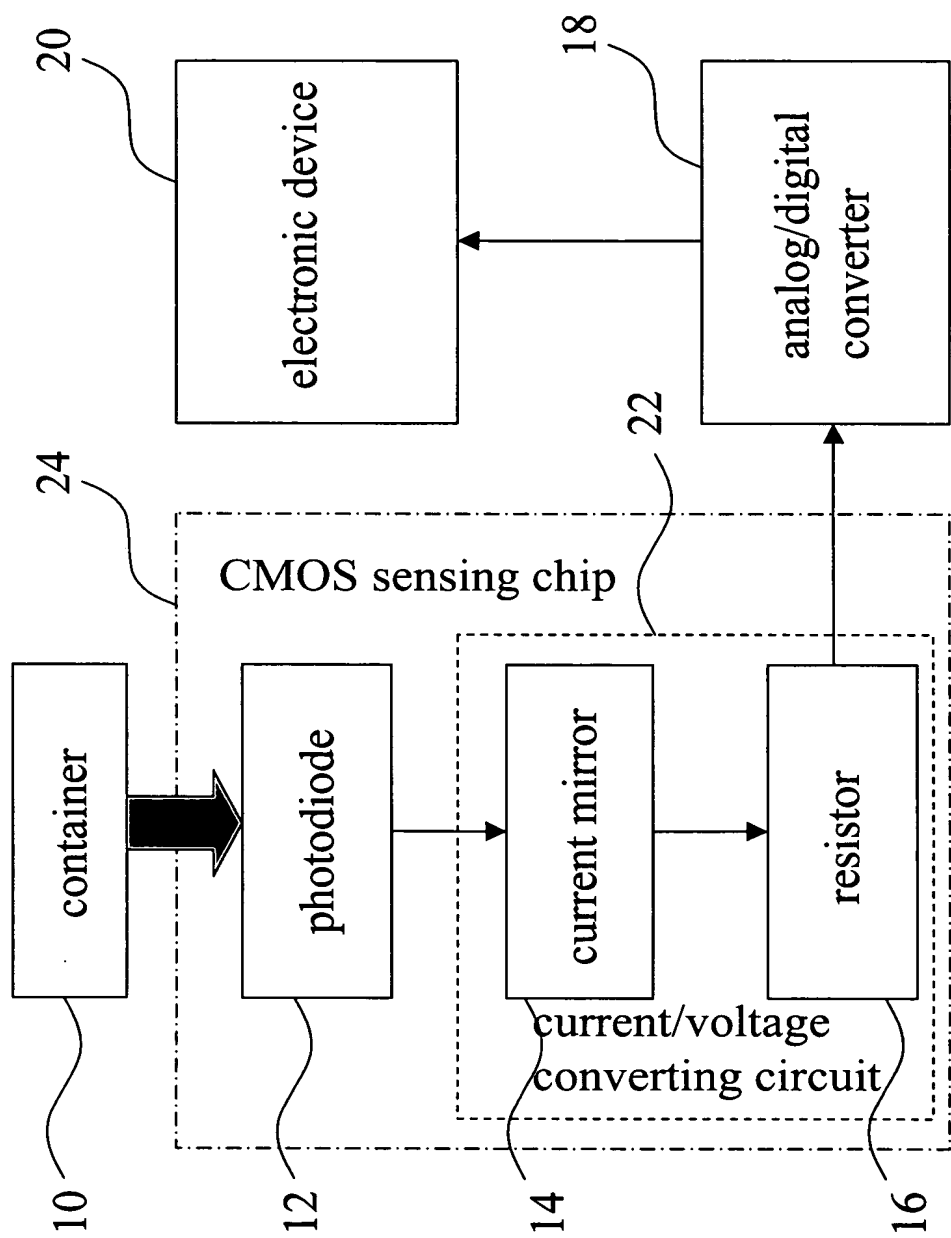 10
container
24
CMOS sensing chip
12
photodiode
22
current/voltage
converting circuit
14
current mirror
16
resistor
18
analog/digital
converter
20
electronic device